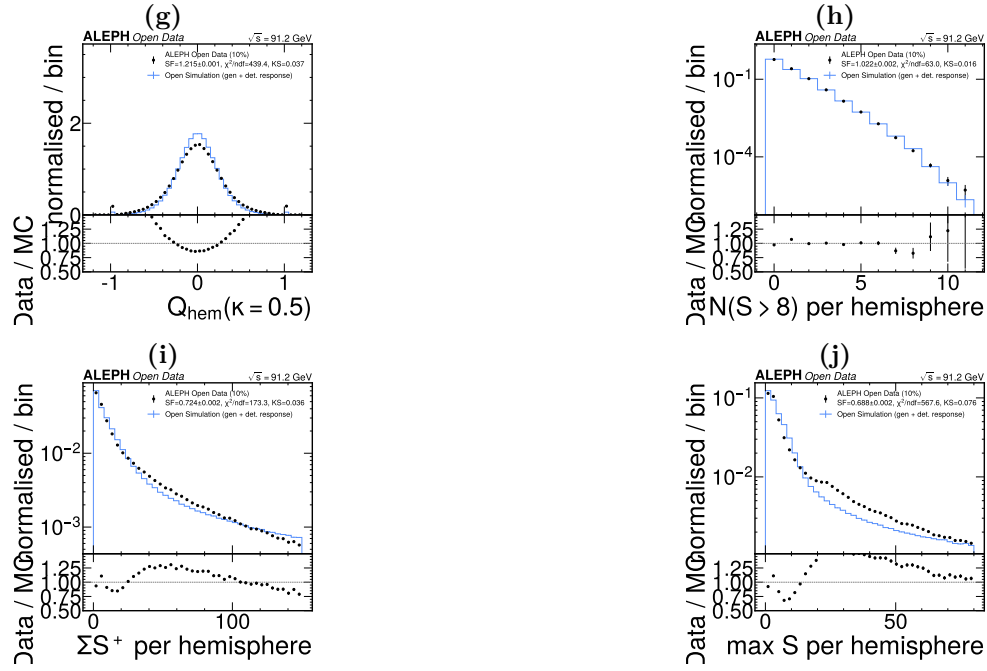 (g)
ALEPH Open Data √s = 91.2 GeV
ALEPH Open Data (10%)
SF=1.215±0.001, χ²/ndf=439.4, KS=0.037
Open Simulation (gen + det. response)
normalised / bin
2
0
Data / MC
1.25
1.00
0.75
0.50
-1 0 1
Q_hem(κ = 0.5)
(h)
ALEPH Open Data √s = 91.2 GeV
ALEPH Open Data (10%)
SF=1.022±0.002, χ²/ndf=63.0, KS=0.016
Open Simulation (gen + det. response)
normalised / bin
10⁻¹
10⁻⁴
Data / MC
1.25
1.00
0.75
0.50
0 5 10
N(S > 8) per hemisphere
(i)
ALEPH Open Data √s = 91.2 GeV
ALEPH Open Data (10%)
SF=0.724±0.002, χ²/ndf=173.3, KS=0.036
Open Simulation (gen + det. response)
normalised / bin
10⁻²
10⁻³
Data / MC
1.25
1.00
0.75
0.50
0 100
ΣS⁺ per hemisphere
(j)
ALEPH Open Data √s = 91.2 GeV
ALEPH Open Data (10%)
SF=0.688±0.002, χ²/ndf=567.6, KS=0.076
Open Simulation (gen + det. response)
normalised / bin
10⁻¹
10⁻²
Data / MC
1.25
1.00
0.75
0.50
0 50
max S per hemisphere